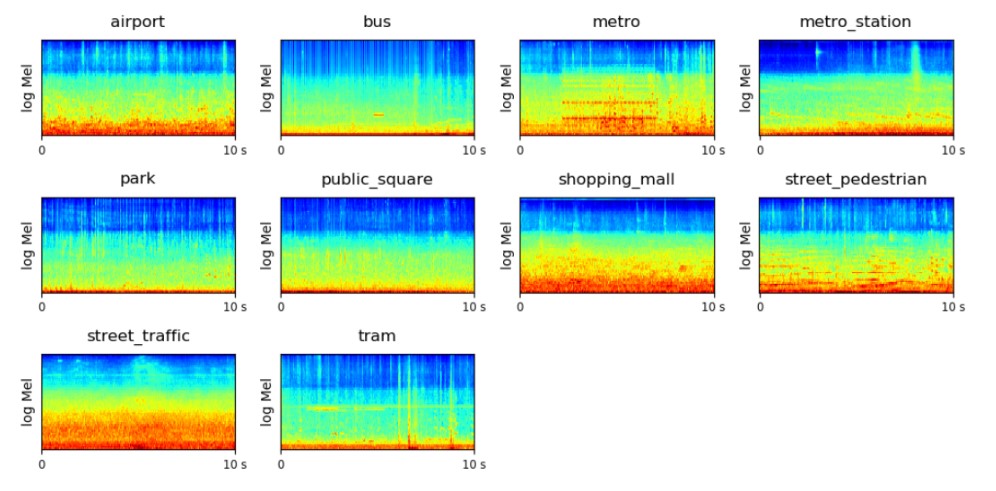 airport bus metro metro_station
log Mel log Mel log Mel log Mel
0 10 s 0 10 s 0 10 s 0 10 s
park public_square shopping_mall street_pedestrian
log Mel log Mel log Mel log Mel
0 10 s 0 10 s 0 10 s 0 10 s
street_traffic tram
log Mel log Mel
0 10 s 0 10 s